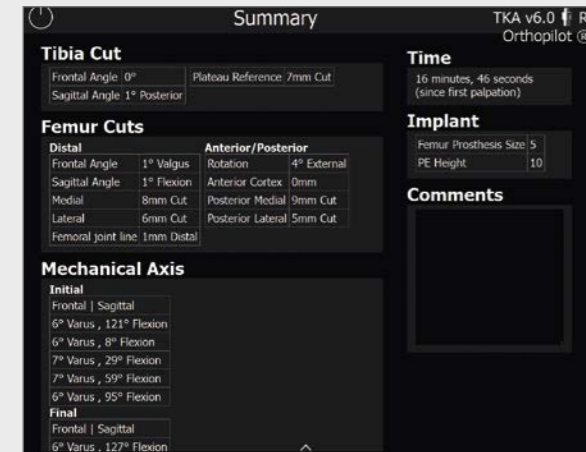 Summary
TKA v6.0 R
Orthopilot ®
Tibia Cut
Frontal Angle 0° Plateau Reference 7mm Cut
Sagittal Angle 1° Posterior
Femur Cuts
Distal Anterior/Posterior
Frontal Angle 1° Valgus Rotation 4° External
Sagittal Angle 1° Flexion Anterior Cortex 0mm
Medial 8mm Cut Posterior Medial 9mm Cut
Lateral 6mm Cut Posterior Lateral 5mm Cut
Femoral joint line 1mm Distal
Mechanical Axis
Initial
Frontal | Sagittal
6° Varus , 121° Flexion
6° Varus , 8° Flexion
7° Varus , 29° Flexion
7° Varus , 59° Flexion
6° Varus , 95° Flexion
Final
Frontal | Sagittal
6° Varus , 127° Flexion
Time
16 minutes, 46 seconds
(since first palpation)
Implant
Femur Prosthesis Size 5
PE Height 10
Comments